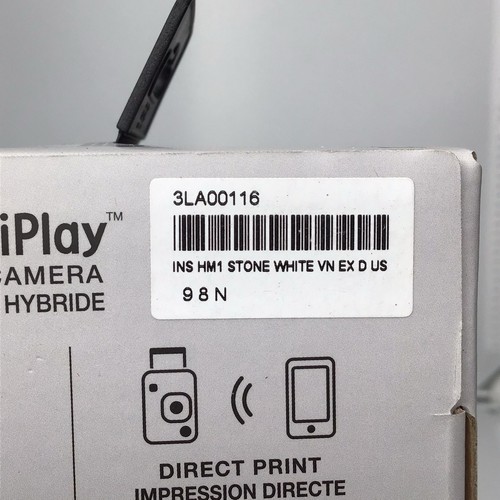 3LA00116
INS HM1 STONE WHITE VN EX D US
98N
iPlay™
CAMERA
HYBRIDE
DIRECT PRINT
IMPRESSION DIRECTE